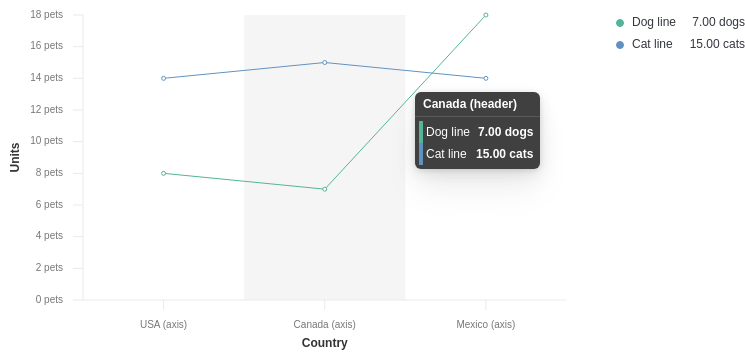 18 pets
16 pets
14 pets
12 pets
10 pets
8 pets
6 pets
4 pets
2 pets
0 pets
Units
USA (axis)
Canada (axis)
Mexico (axis)
Country
Canada (header)
Dog line 7.00 dogs
Cat line 15.00 cats
Dog line 7.00 dogs
Cat line 15.00 cats